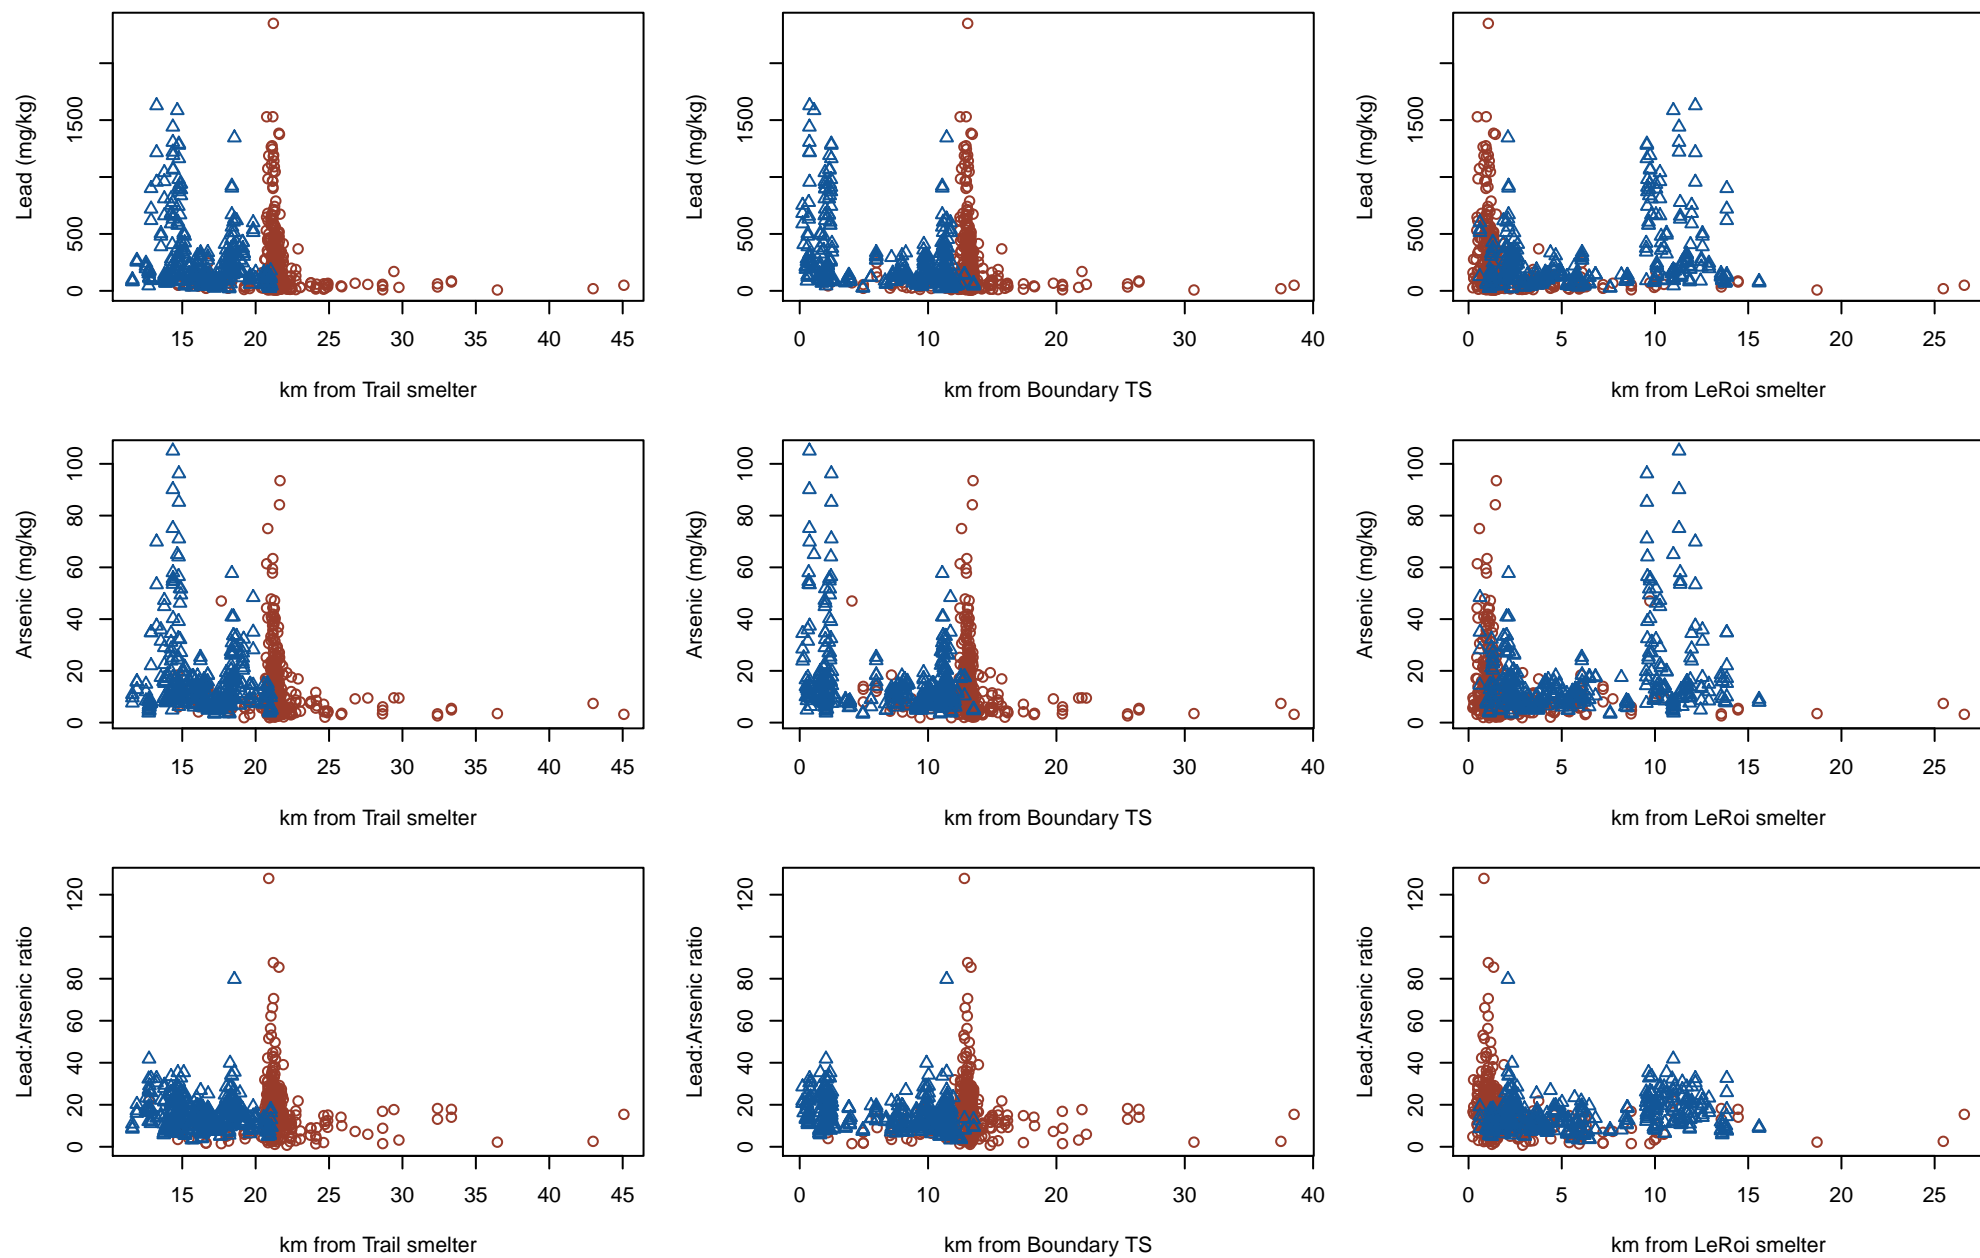 Lead (mg/kg)
0 500 1500
15 20 25 30 35 40 45
km from Trail smelter
Lead (mg/kg)
0 500 1500
0 10 20 30 40
km from Boundary TS
Lead (mg/kg)
0 500 1500
0 5 10 15 20 25
km from LeRoi smelter
Arsenic (mg/kg)
0 20 40 60 80 100
15 20 25 30 35 40 45
km from Trail smelter
Arsenic (mg/kg)
0 20 40 60 80 100
0 10 20 30 40
km from Boundary TS
Arsenic (mg/kg)
0 20 40 60 80 100
0 5 10 15 20 25
km from LeRoi smelter
Lead:Arsenic ratio
0 20 40 60 80 120
15 20 25 30 35 40 45
km from Trail smelter
Lead:Arsenic ratio
0 20 40 60 80 120
0 10 20 30 40
km from Boundary TS
Lead:Arsenic ratio
0 20 40 60 80 120
0 5 10 15 20 25
km from LeRoi smelter